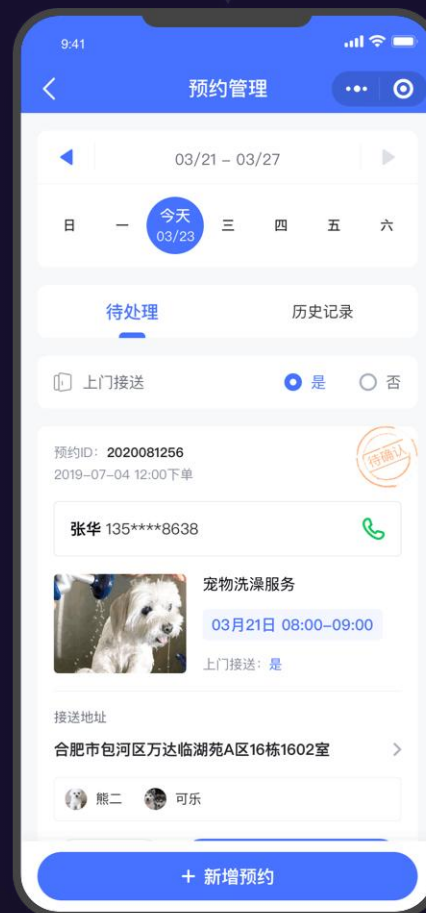 9:41
预约管理
03/21 – 03/27
日 一 今天 三 四 五 六
03/23
待处理 历史记录
上门接送 是 否
预约ID: 2020081256
2019-07-04 12:00下单
待确认
张华 135****8638
宠物洗澡服务
03月21日 08:00-09:00
上门接送: 是
接送地址
合肥市包河区万达临湖苑A区16栋1602室
熊二 可乐
+ 新增预约